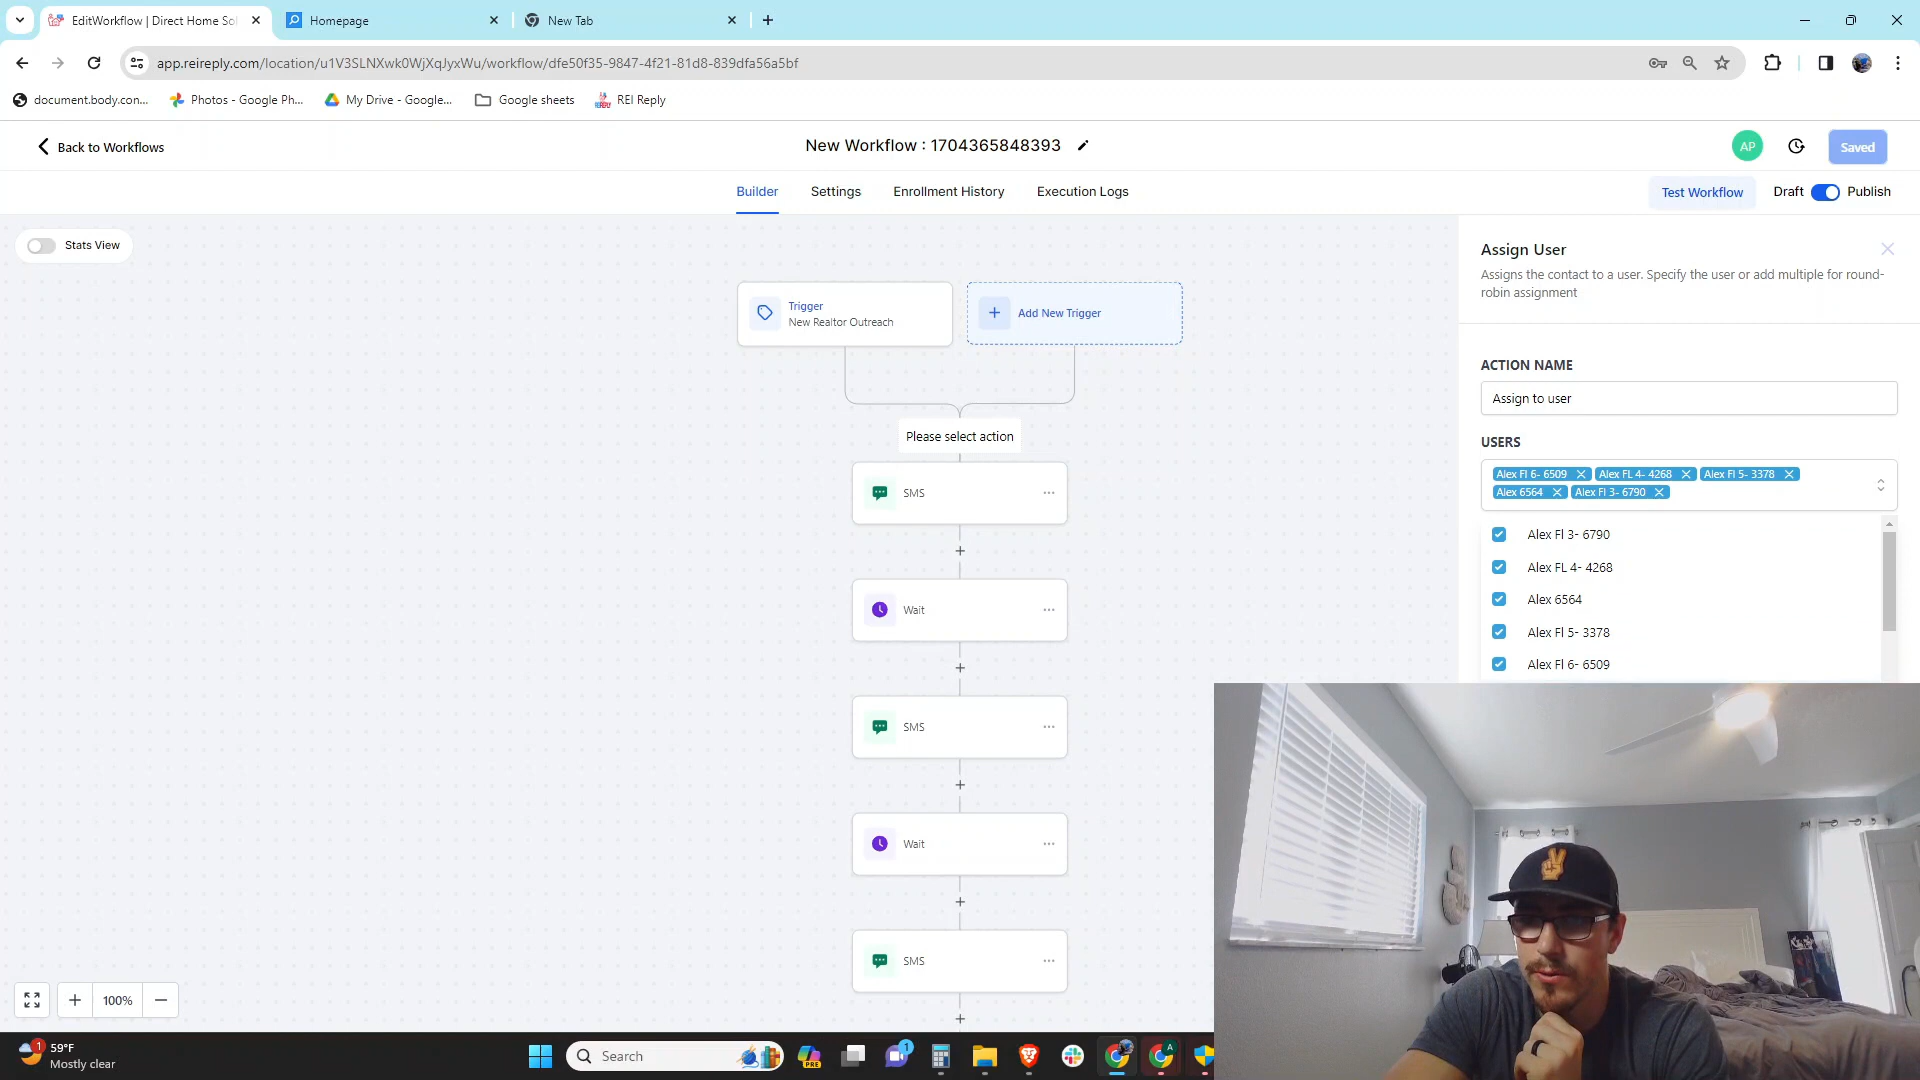 EditWorkflow | Direct Home Sol
Homepage
New Tab
app.reireply.com/location/u1V3SLNXwk0WjXqJyxWu/workflow/dfe50f35-9847-4f21-81d8-839dfa56a5bf
document.body.con...
Photos - Google Ph...
My Drive - Google...
Google sheets
REI Reply
Back to Workflows
New Workflow : 1704365848393
AP
Saved
Builder
Settings
Enrollment History
Execution Logs
Test Workflow
Draft
Publish
Stats View
Trigger
New Realtor Outreach
Add New Trigger
Please select action
SMS
Wait
SMS
Wait
SMS
100%
Assign User
Assigns the contact to a user. Specify the user or add multiple for round-
robin assignment
ACTION NAME
Assign to user
USERS
Alex Fl 6- 6509
Alex FL 4- 4268
Alex Fl 5- 3378
Alex 6564
Alex Fl 3- 6790
Alex Fl 3- 6790
Alex FL 4- 4268
Alex 6564
Alex Fl 5- 3378
Alex Fl 6- 6509
1
59°F
Mostly clear
Search
PRE
1
A